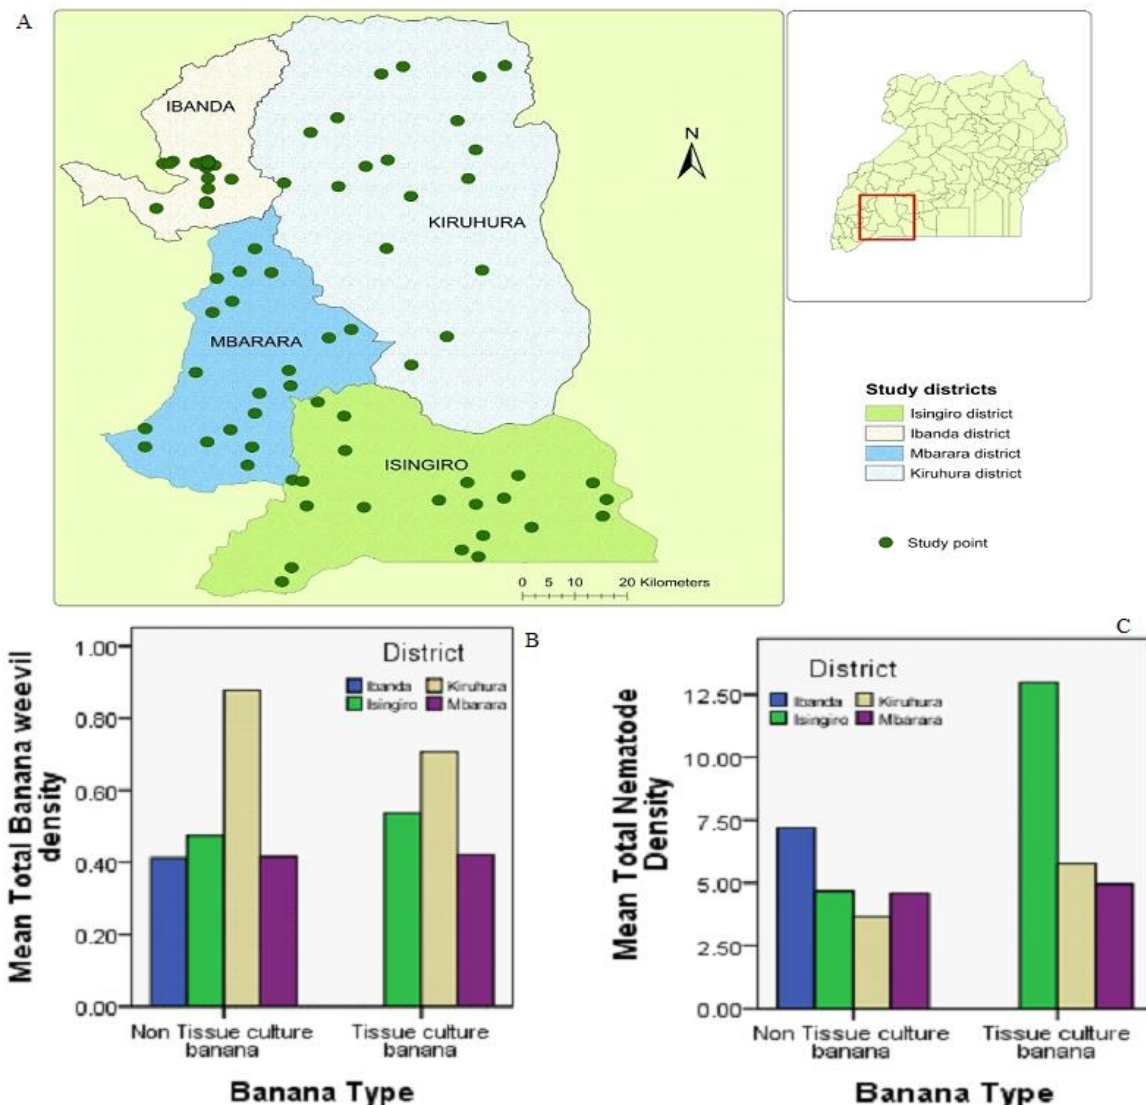 A
IBANDA
N
KIRUHURA
MBARARA
ISINGIRO
0 5 10 20 Kilometers
Study districts
Isingiro district
Ibanda district
Mbarara district
Kiruhura district
Study point
B
Mean Total Banana weevil
density
1.00
0.80
0.60
0.40
0.20
0.00
District
Ibanda Kiruhura
Isingiro Mbarara
Non Tissue culture
banana
Tissue culture
banana
Banana Type
C
Mean Total Nematode
Density
12.50
10.00
7.50
5.00
2.50
0.00
District
Ibanda Kiruhura
Isingiro Mbarara
Non Tissue culture
banana
Tissue culture
banana
Banana Type